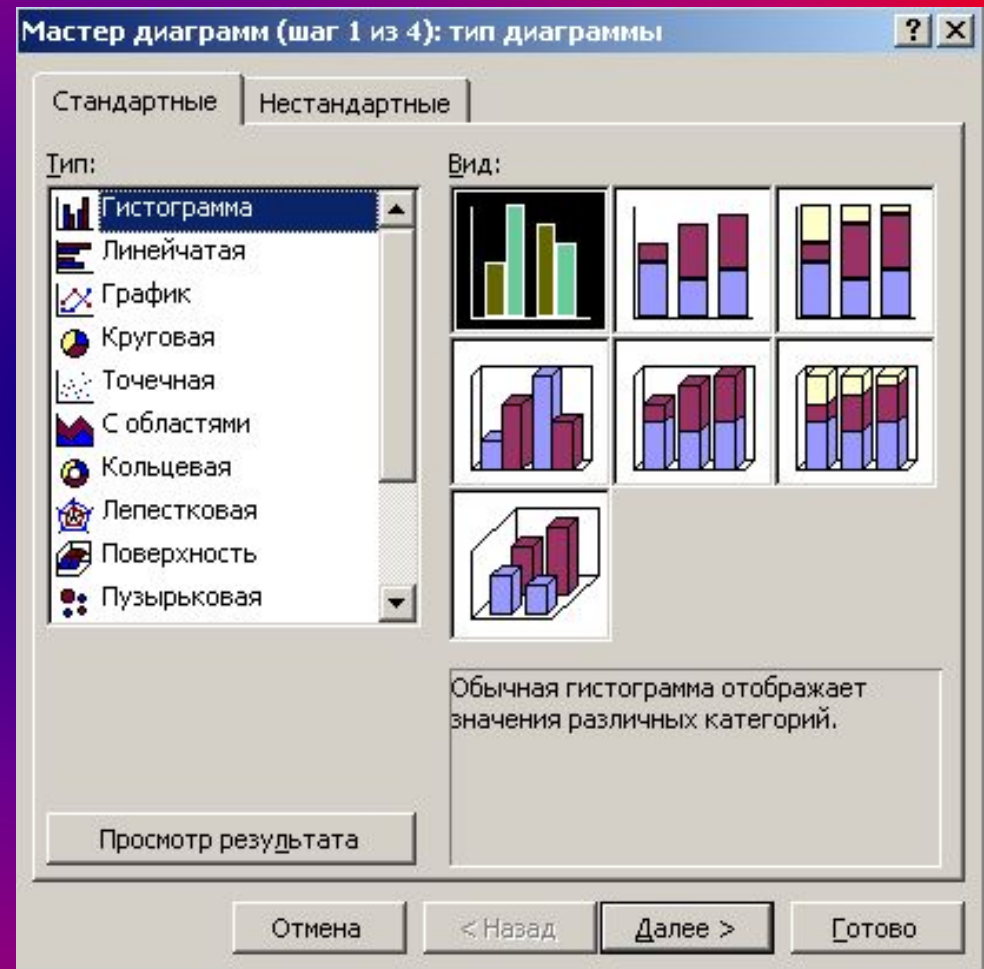 Мастер диаграмм (шаг 1 из 4): тип диаграммы
Стандартные
Нестандартные
Тип:
Гистограмма
Линейчатая
График
Круговая
Точечная
С областями
Кольцевая
Лепестковая
Поверхность
Пузырьковая
Вид:
Обычная гистограмма отображает
значения различных категорий.
Просмотр результата
Отмена
< Назад
Далее >
Готово